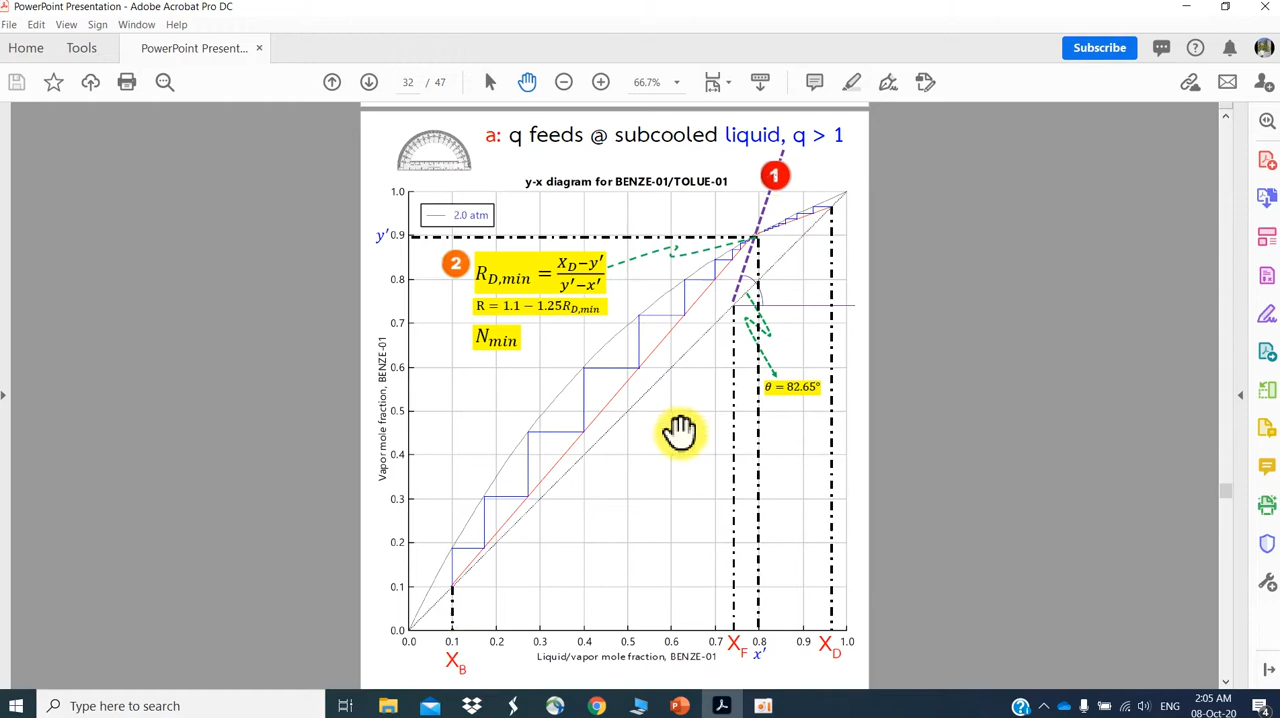 PowerPoint Presentation - Adobe Acrobat Pro DC
File Edit View Sign Window Help
Home Tools PowerPoint Present... × Subscribe
32 / 47 66.7%
a: q feeds @ subcooled liquid, q > 1
1
y-x diagram for BENZE-01/TOLUE-01
2.0 atm
y′
2
R_{D,min} = (X_D−y′)/(y′−x′)
R = 1.1 − 1.25R_{D,min}
N_{min}
θ = 82.65°
Vapor mole fraction, BENZE-01
1.0
0.9
0.8
0.7
0.6
0.5
0.4
0.3
0.2
0.1
0.0
0.0 0.1 0.2 0.3 0.4 0.5 0.6 0.7 0.8 0.9 1.0
X_B X_F x′ X_D
Liquid/vapor mole fraction, BENZE-01
Type here to search
2:05 AM
08-Oct-20
4